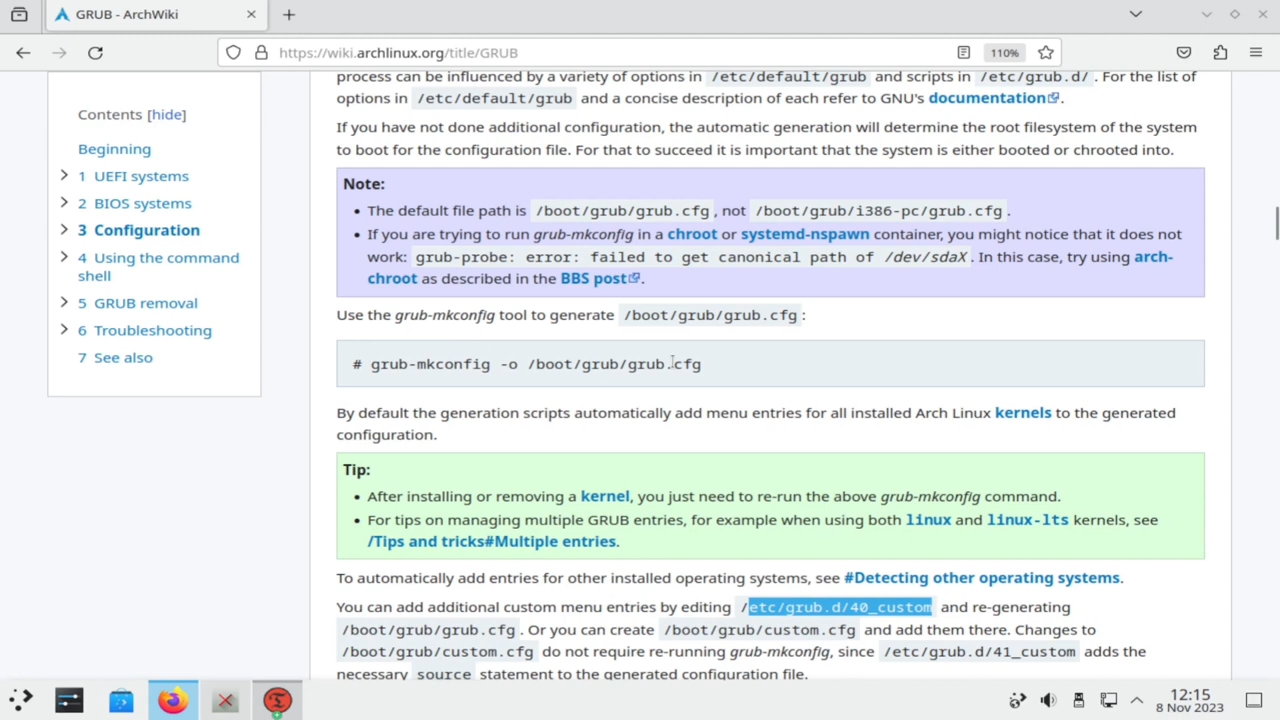 GRUB - ArchWiki
https://wiki.archlinux.org/title/GRUB
110%
Contents [hide]
Beginning
1 UEFI systems
2 BIOS systems
3 Configuration
4 Using the command
shell
5 GRUB removal
6 Troubleshooting
7 See also
process can be influenced by a variety of options in /etc/default/grub and scripts in /etc/grub.d/ . For the list of
options in /etc/default/grub and a concise description of each refer to GNU's documentation.
If you have not done additional configuration, the automatic generation will determine the root filesystem of the system
to boot for the configuration file. For that to succeed it is important that the system is either booted or chrooted into.
Note:
• The default file path is /boot/grub/grub.cfg , not /boot/grub/i386-pc/grub.cfg .
• If you are trying to run grub-mkconfig in a chroot or systemd-nspawn container, you might notice that it does not
work: grub-probe: error: failed to get canonical path of /dev/sdaX . In this case, try using arch-
chroot as described in the BBS post.
Use the grub-mkconfig tool to generate /boot/grub/grub.cfg :
# grub-mkconfig -o /boot/grub/grub.cfg
By default the generation scripts automatically add menu entries for all installed Arch Linux kernels to the generated
configuration.
Tip:
• After installing or removing a kernel, you just need to re-run the above grub-mkconfig command.
• For tips on managing multiple GRUB entries, for example when using both linux and linux-lts kernels, see
/Tips and tricks#Multiple entries.
To automatically add entries for other installed operating systems, see #Detecting other operating systems.
You can add additional custom menu entries by editing /etc/grub.d/40_custom and re-generating
/boot/grub/grub.cfg . Or you can create /boot/grub/custom.cfg and add them there. Changes to
/boot/grub/custom.cfg do not require re-running grub-mkconfig, since /etc/grub.d/41_custom adds the
necessary source statement to the generated configuration file.
12:15
8 Nov 2023